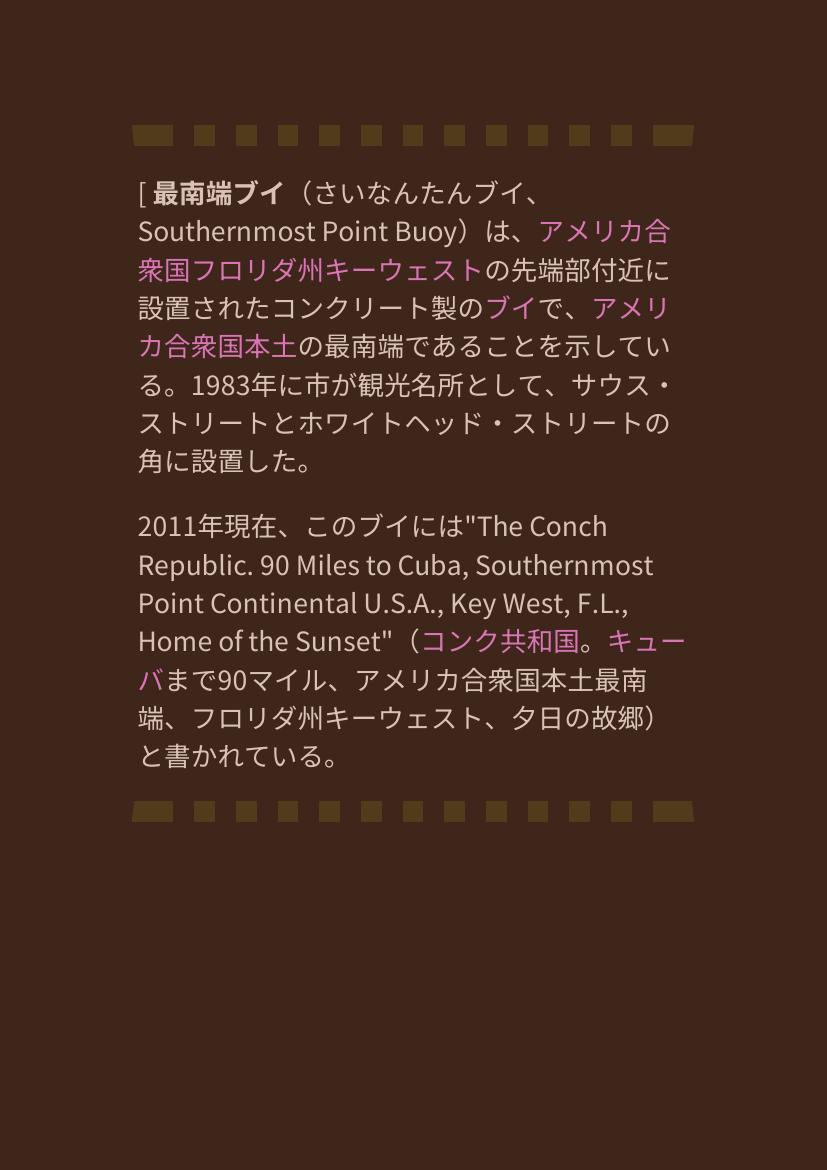 [ 最南端ブイ（さいなんたんブイ、
Southernmost Point Buoy）は、アメリカ合
衆国フロリダ州キーウェストの先端部付近に
設置されたコンクリート製のブイで、アメリ
カ合衆国本土の最南端であることを示してい
る。1983年に市が観光名所として、サウス・
ストリートとホワイトヘッド・ストリートの
角に設置した。
2011年現在、このブイには"The Conch
Republic. 90 Miles to Cuba, Southernmost
Point Continental U.S.A., Key West, F.L.,
Home of the Sunset"（コンク共和国。キュー
バまで90マイル、アメリカ合衆国本土最南
端、フロリダ州キーウェスト、夕日の故郷）
と書かれている。